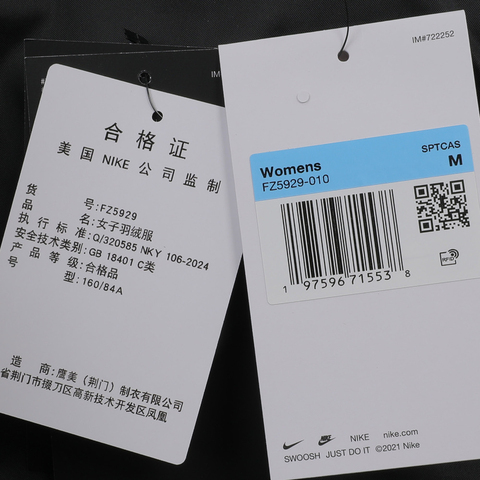 合格证
美国 NIKE 公司监制
货 号:FZ5929
品 名:女子羽绒服
执行标准:Q/320585 NKY 106-2024
安全技术类别:GB 18401 C类
产品等级:合格品
号 型:160/84A
造 商:鹰美(荆门)制衣有限公司
省荆门市掇刀区高新技术开发区凤凰
IM
IM#722252
Womens
FZ5929-010
SPTCAS
M
1 97596 71553 8
RFID
NIKE nike.com
SWOOSH JUST DO IT ©2021 Nike